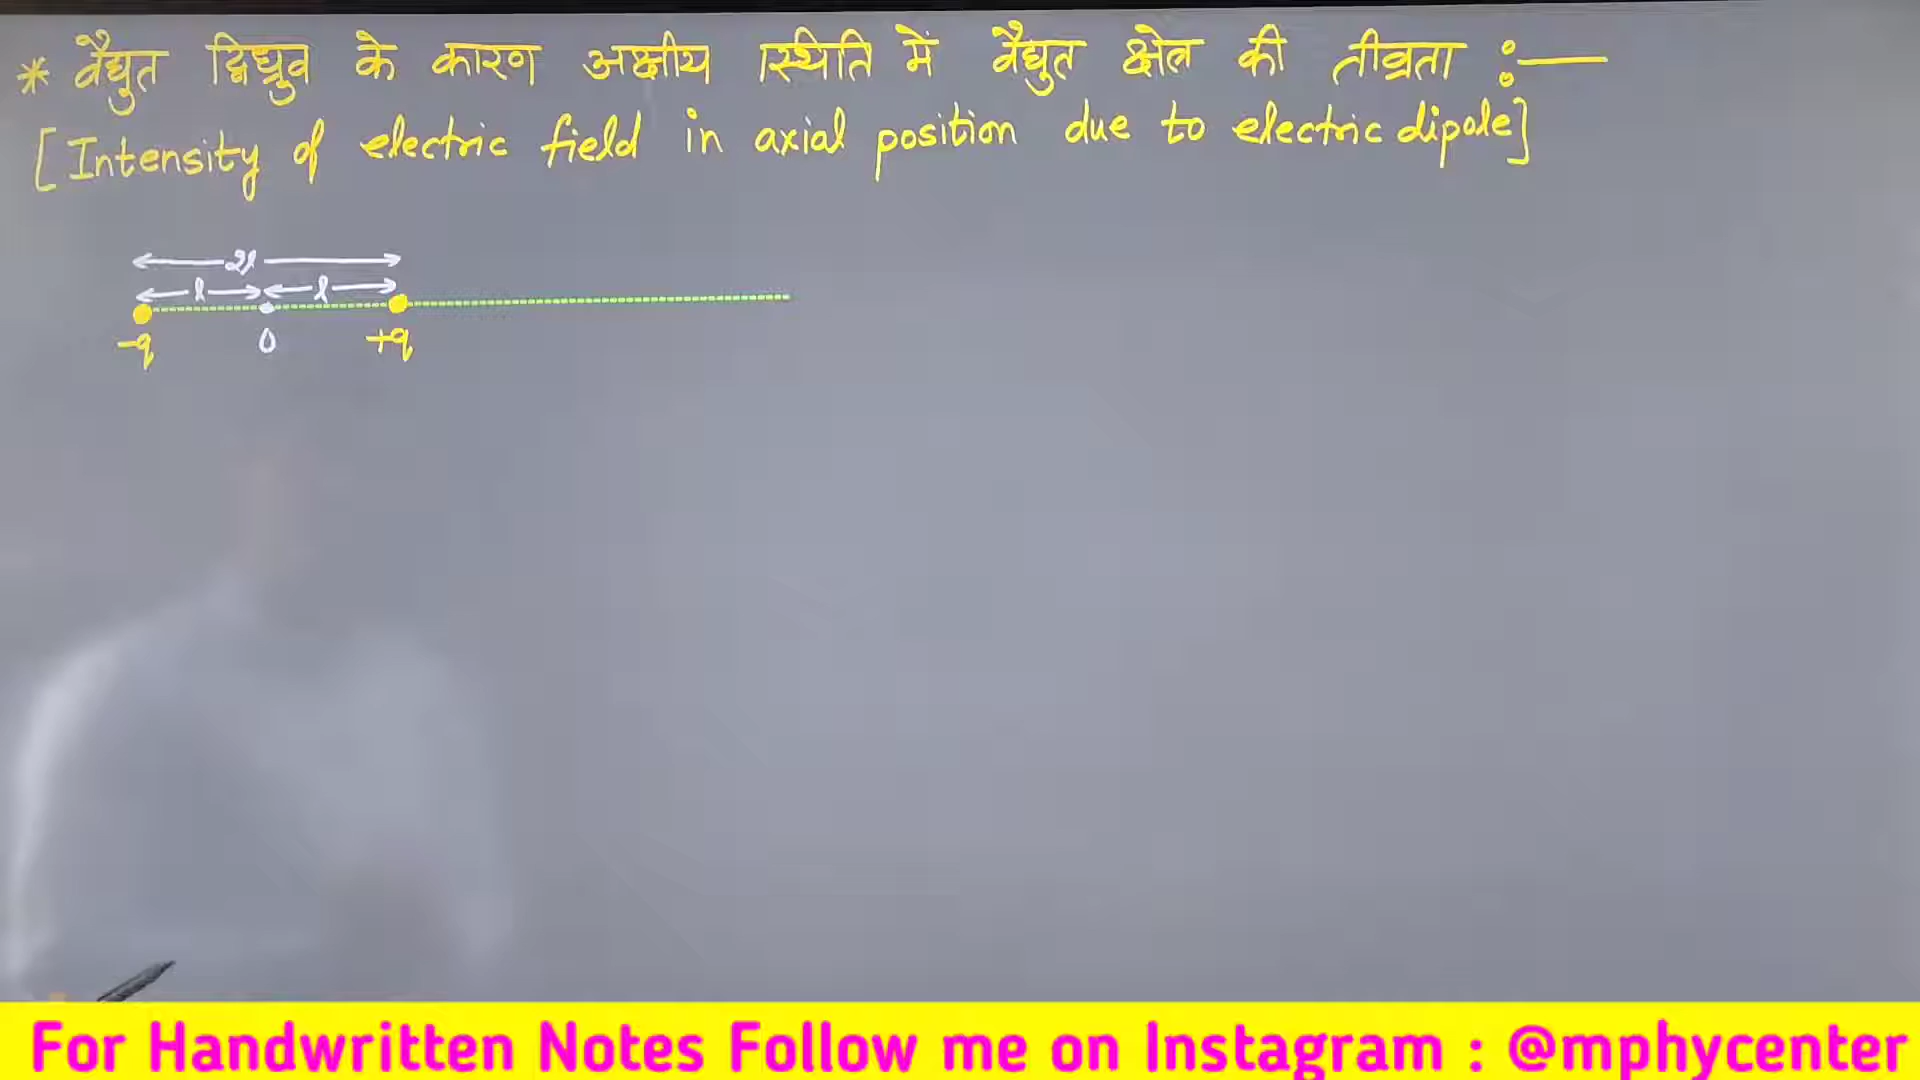 * वैद्युत द्विध्रुव के कारण अक्षीय स्थिति में वैद्युत क्षेत्र की तीव्रता :—
[Intensity of electric field in axial position due to electric dipole]
2l
l l
-q O +q
For Handwritten Notes Follow me on Instagram : @mphycenter